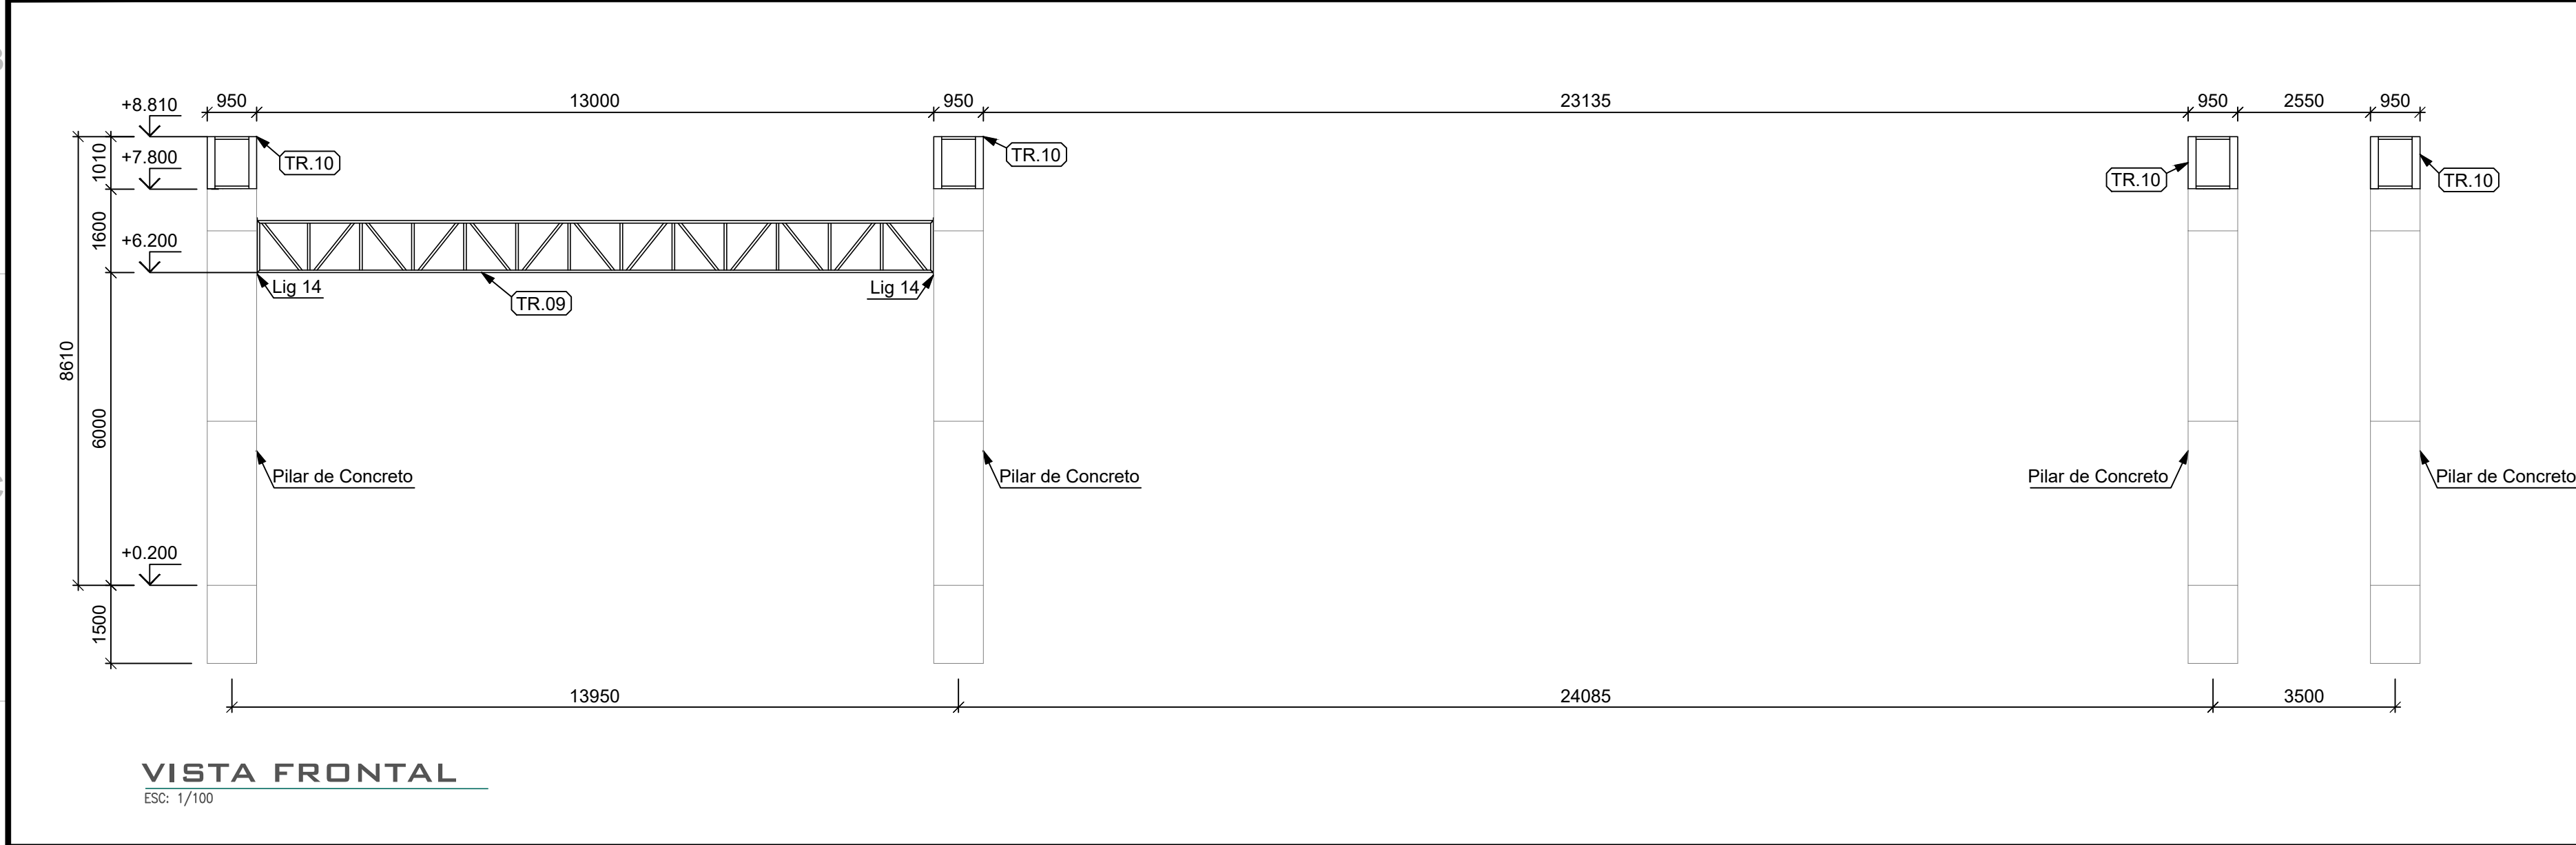 950
13000
950
23135
950
2550
950
+8.810
+7.800
1010
TR.10
TR.10
TR.10
TR.10
1600
+6.200
Lig 14
Lig 14
TR.09
8610
6000
Pilar de Concreto
Pilar de Concreto
Pilar de Concreto
Pilar de Concreto
+0.200
1500
13950
24085
3500
VISTA FRONTAL
ESC: 1/100